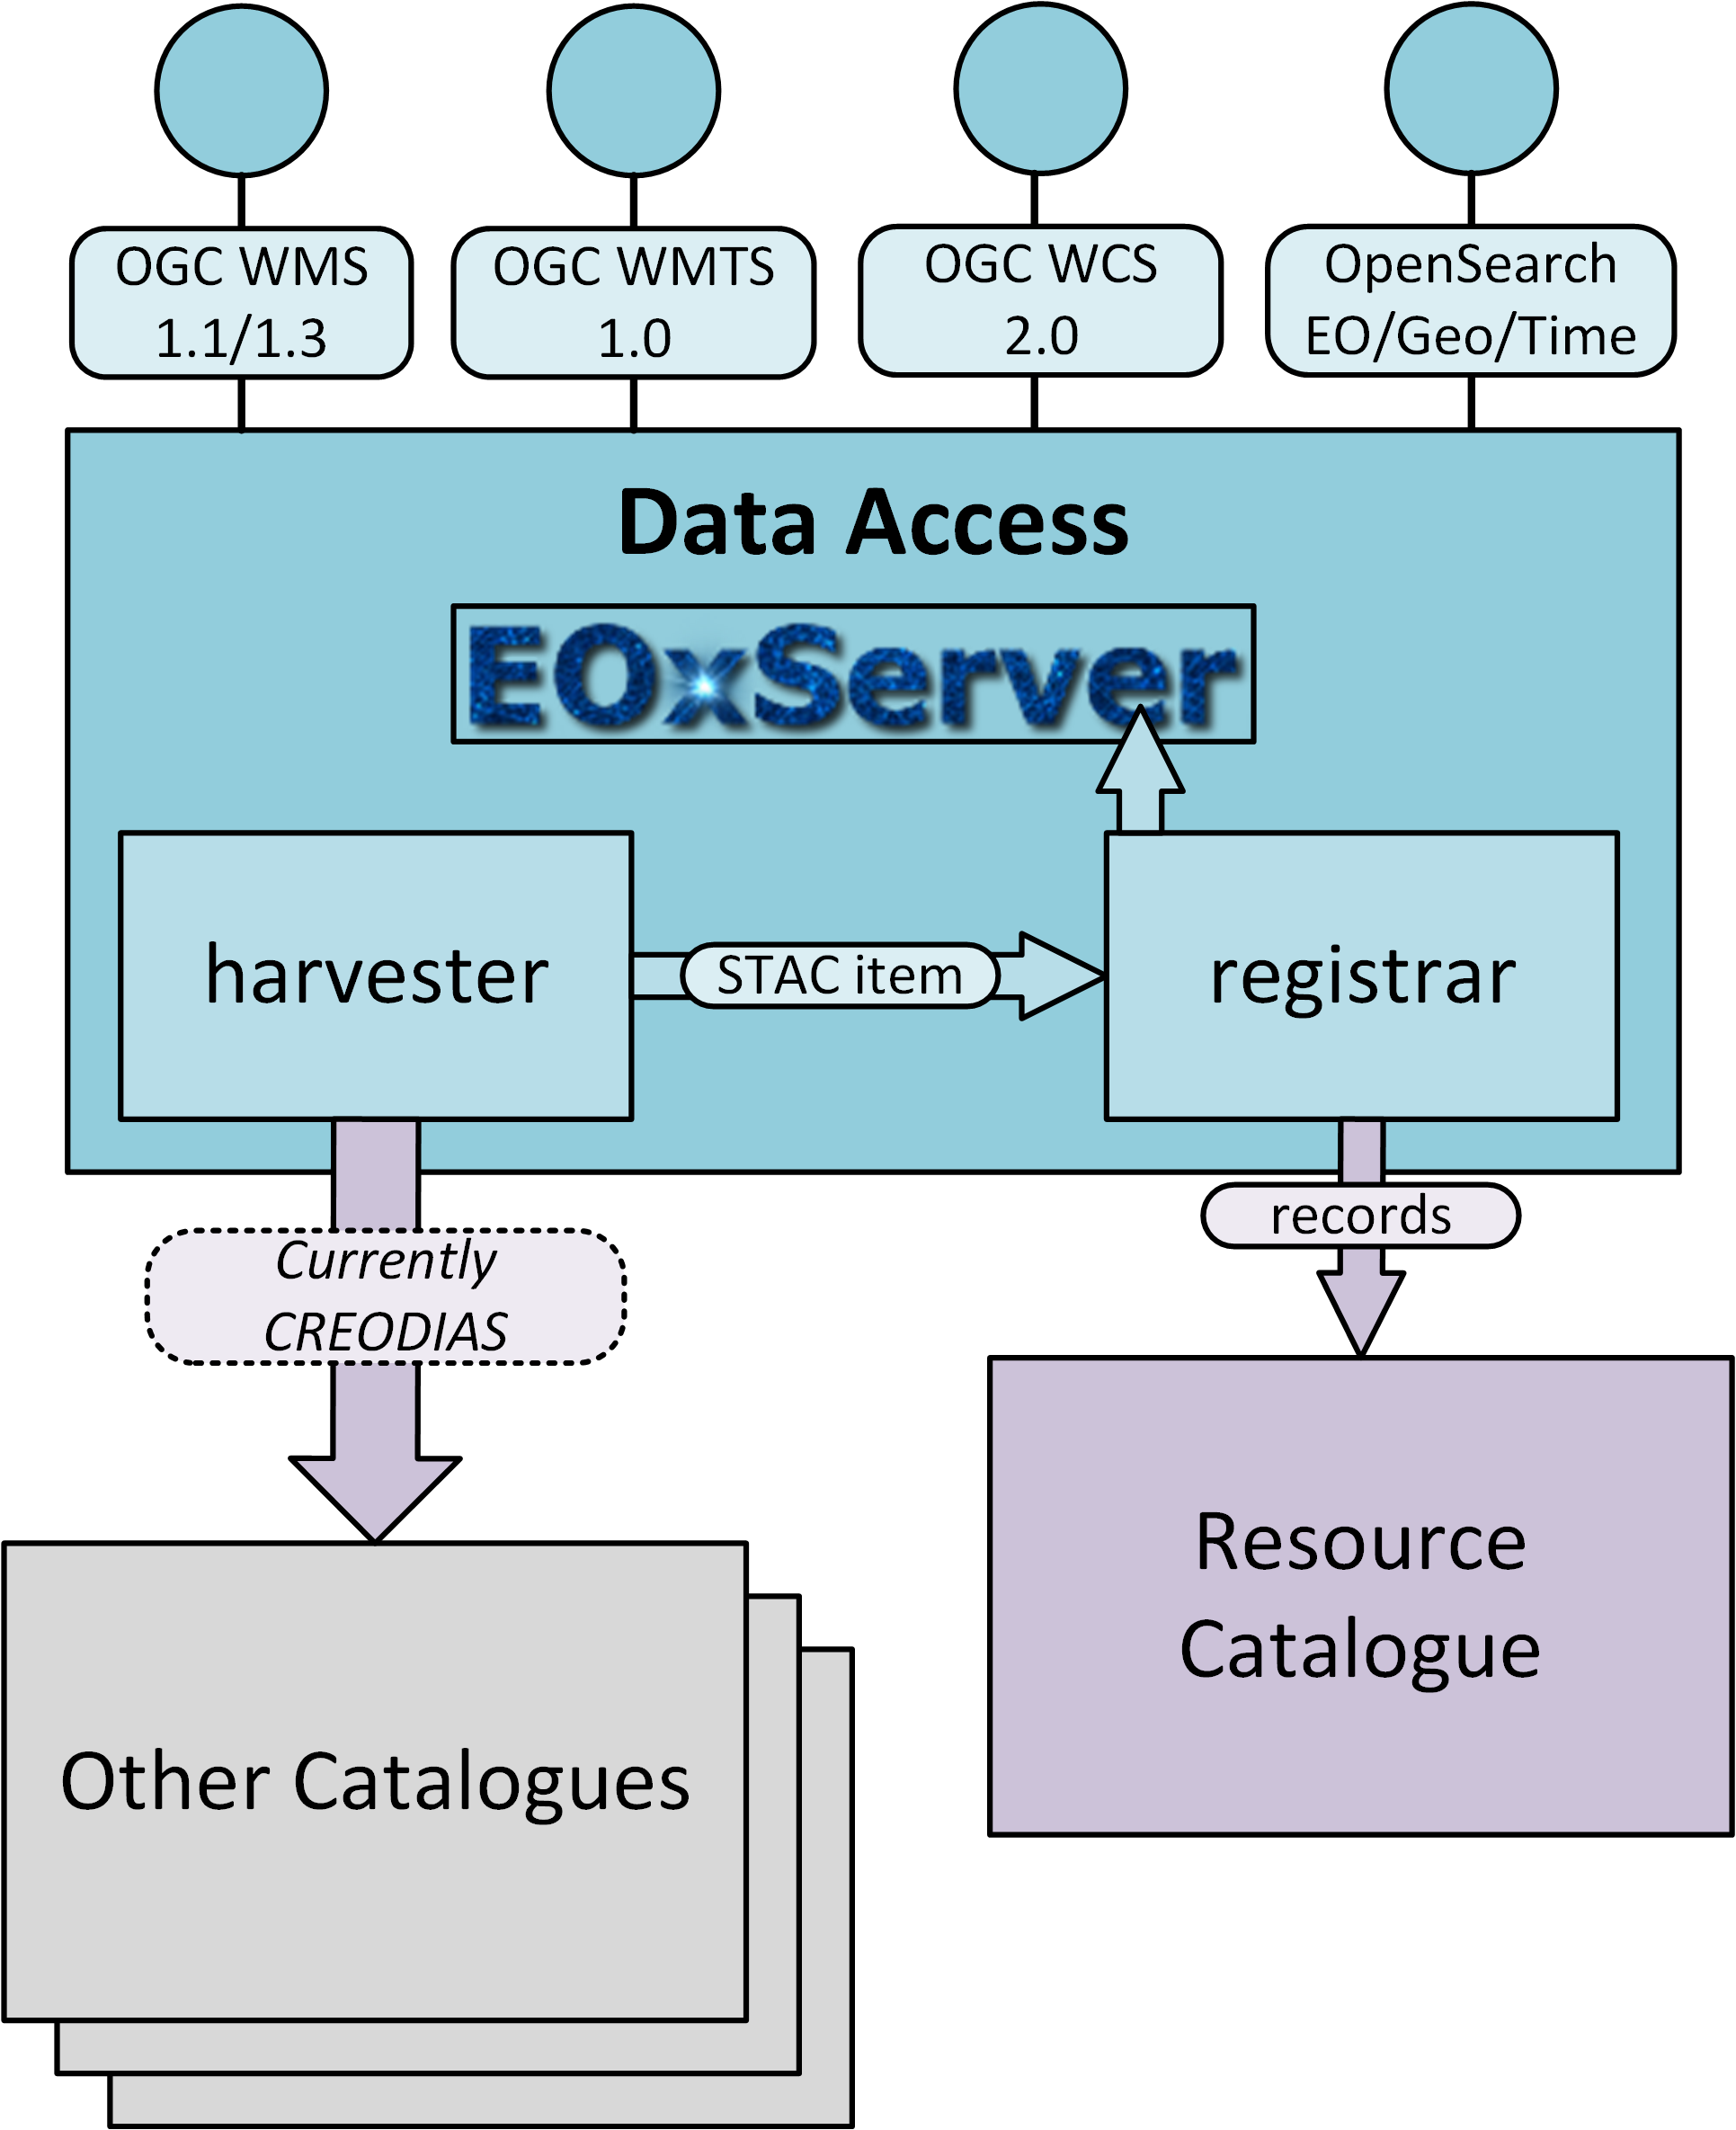 OGC WMS
1.1/1.3
OGC WMTS
1.0
OGC WCS
2.0
OpenSearch
EO/Geo/Time
Data Access
EOxServer
harvester
STAC item
registrar
Currently
CREODIAS
records
Other Catalogues
Resource
Catalogue